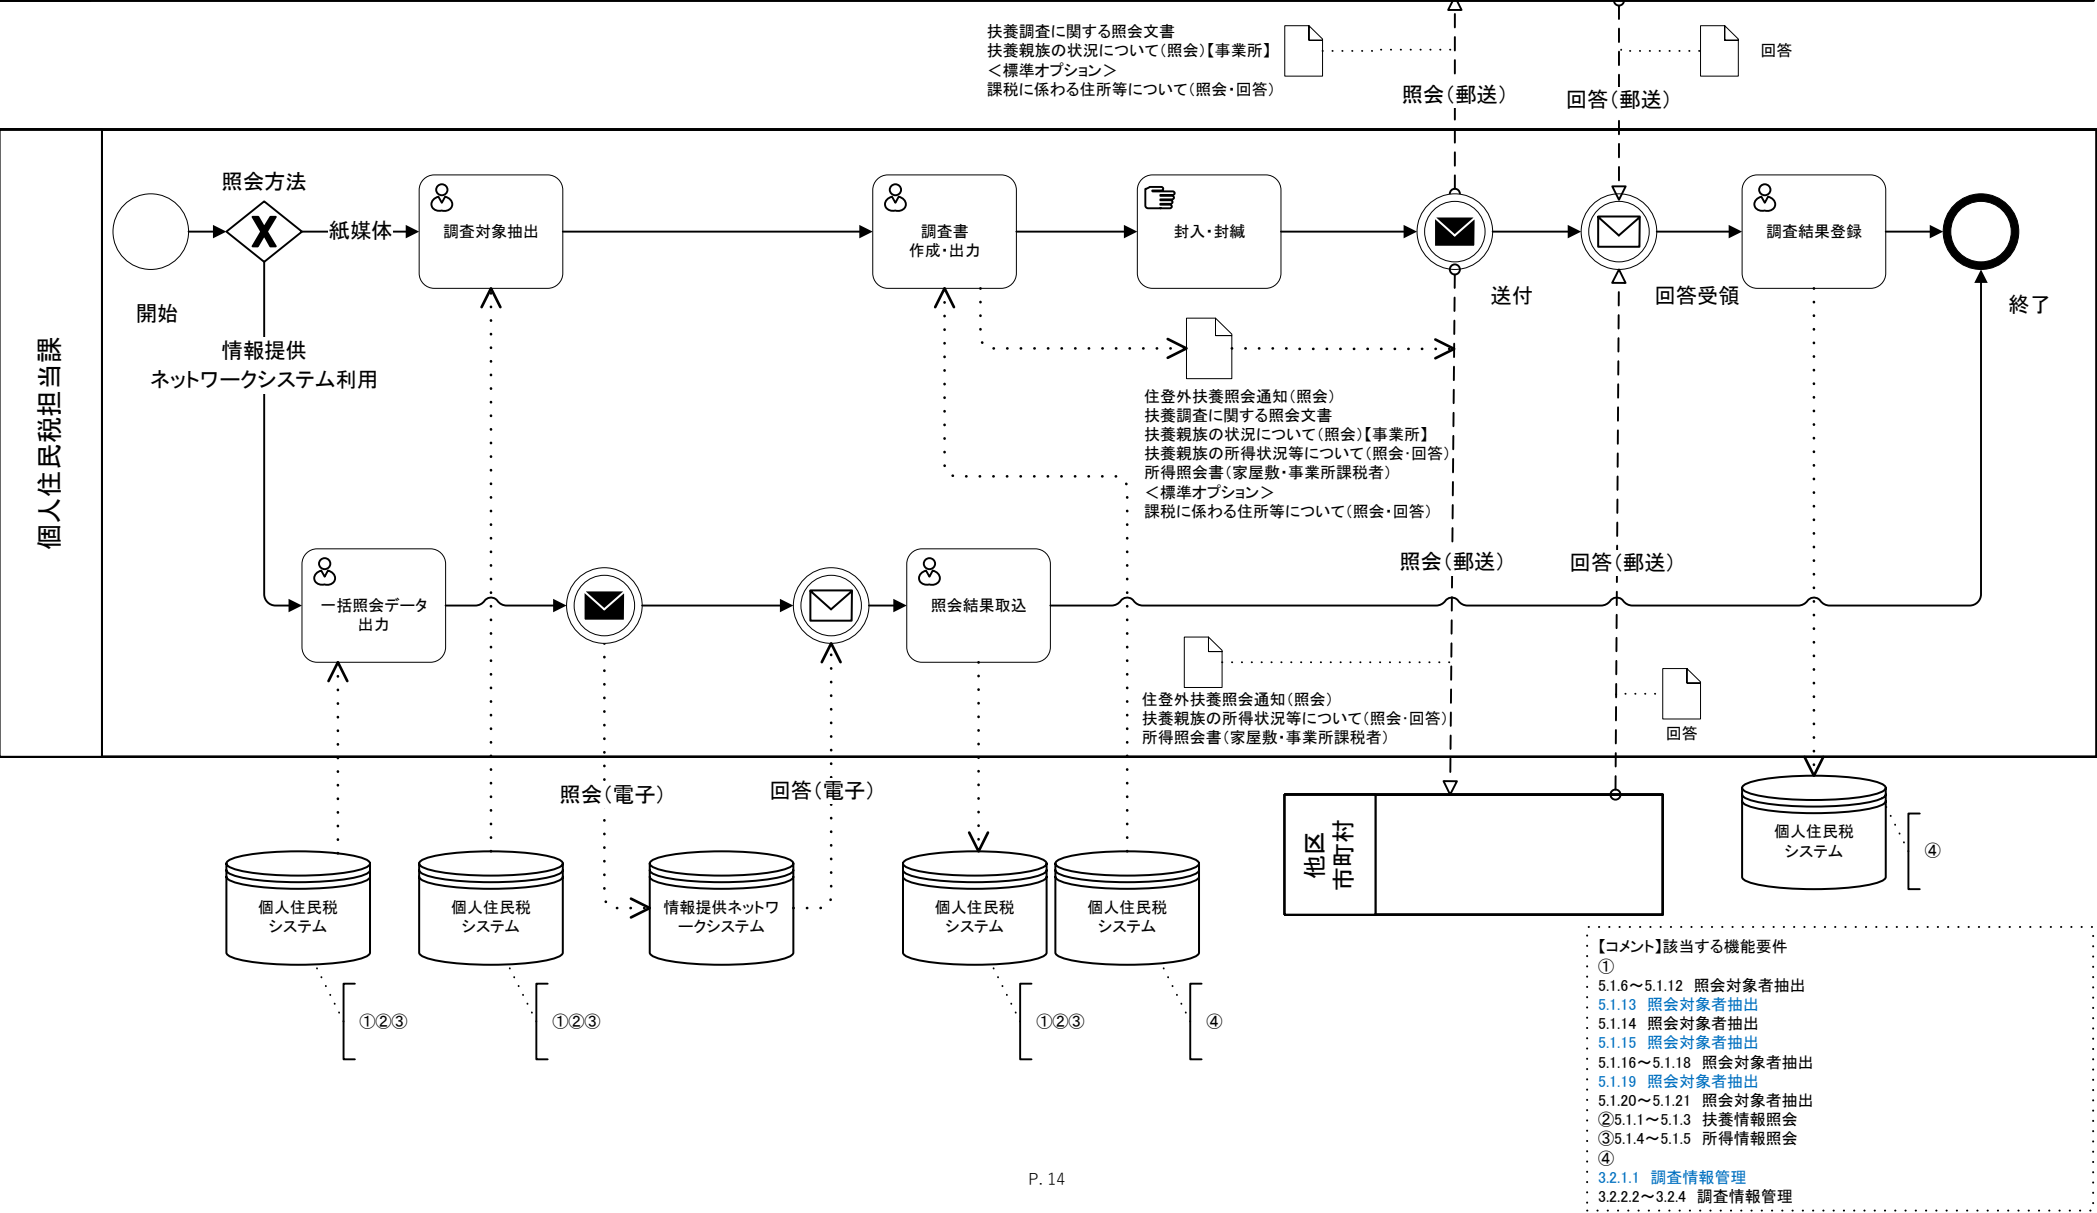 扶養調査に関する照会文書
扶養親族の状況について(照会)【事業所】
＜標準オプション＞
課税に係わる住所等について(照会・回答)
回答
照会(郵送)
回答(郵送)
個人住民税担当課
開始
照会方法
紙媒体
情報提供
ネットワークシステム利用
調査対象抽出
調査書
作成・出力
封入・封緘
送付
回答受領
調査結果登録
終了
住登外扶養照会通知(照会)
扶養調査に関する照会文書
扶養親族の状況について(照会)【事業所】
扶養親族の所得状況等について(照会・回答)
所得照会書(家屋敷・事業所課税者)
＜標準オプション＞
課税に係わる住所等について(照会・回答)
照会(郵送)
回答(郵送)
一括照会データ
出力
照会結果取込
住登外扶養照会通知(照会)
扶養親族の所得状況等について(照会・回答)
所得照会書(家屋敷・事業所課税者)
回答
照会(電子)
回答(電子)
個人住民税
システム
①②③
個人住民税
システム
①②③
情報提供ネットワ
ークシステム
個人住民税
システム
①②③
個人住民税
システム
④
他区
市町村
個人住民税
システム
④
【コメント】該当する機能要件
①
5.1.6～5.1.12 照会対象者抽出
5.1.13 照会対象者抽出
5.1.14 照会対象者抽出
5.1.15 照会対象者抽出
5.1.16～5.1.18 照会対象者抽出
5.1.19 照会対象者抽出
5.1.20～5.1.21 照会対象者抽出
②5.1.1～5.1.3 扶養情報照会
③5.1.4～5.1.5 所得情報照会
④
3.2.1.1 調査情報管理
3.2.2.2～3.2.4 調査情報管理
P. 14